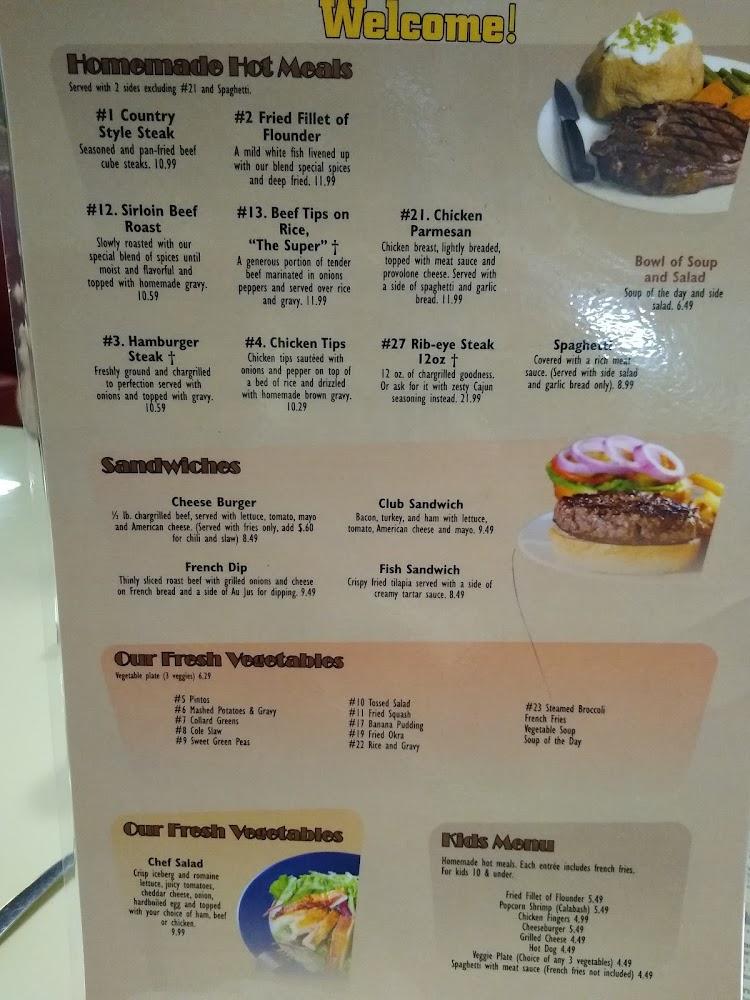 Welcome!
Homemade Hot Meals
Served with 2 sides excluding #21 and Spaghetti.
#1 Country
Style Steak
Seasoned and pan-fried beef
cube steaks. 10.99
#2 Fried Fillet of
Flounder
A mild white fish livened up
with our blend special spices
and deep fried. 11.99
#12. Sirloin Beef
Roast
Slowly roasted with our
special blend of spices until
moist and flavorful and
topped with homemade gravy.
10.59
#13. Beef Tips on
Rice,
“The Super” †
A generous portion of tender
beef marinated in onions
peppers and served over rice
and gravy. 11.99
#21. Chicken
Parmesan
Chicken breast, lightly breaded,
topped with meat sauce and
provolone cheese. Served with
a side of spaghetti and garlic
bread. 11.99
Bowl of Soup
and Salad
Soup of the day and side
salad. 6.49
#3. Hamburger
Steak †
Freshly ground and chargrilled
to perfection served with
onions and topped with gravy.
10.59
#4. Chicken Tips
Chicken tips sautéed with
onions and pepper on top of
a bed of rice and drizzled
with homemade brown gravy.
10.29
#27 Rib-eye Steak
12oz †
12 oz. of chargrilled goodness.
Or ask for it with zesty Cajun
seasoning instead. 21.99
Spaghetti
Covered with a rich meat
sauce. (Served with side salad
and garlic bread only). 8.99
Sandwiches
Cheese Burger
½ lb. chargrilled beef, served with lettuce, tomato, mayo
and American cheese. (Served with fries only, add $.60
for chili and slaw) 8.49
Club Sandwich
Bacon, turkey, and ham with lettuce,
tomato, American cheese and mayo. 9.49
French Dip
Thinly sliced roast beef with grilled onions and cheese
on French bread and a side of Au Jus for dipping. 9.49
Fish Sandwich
Crispy fried tilapia served with a side of
creamy tartar sauce. 8.49
Our Fresh Vegetables
Vegetable plate (3 veggies) 6.29
#5 Pintos
#6 Mashed Potatoes & Gravy
#7 Collard Greens
#8 Cole Slaw
#9 Sweet Green Peas
#10 Tossed Salad
#11 Fried Squash
#17 Banana Pudding
#19 Fried Okra
#22 Rice and Gravy
#23 Steamed Broccoli
French Fries
Vegetable Soup
Soup of the Day
Our Fresh Vegetables
Chef Salad
Crisp iceberg and romaine
lettuce, juicy tomatoes,
cheddar cheese, onion,
hardboiled egg and topped
with your choice of ham, beef
or chicken.
9.99
Kids Menu
Homemade hot meals. Each entrée includes french fries.
For kids 10 & under.
Fried Fillet of Flounder 5.49
Popcorn Shrimp (Calabash) 5.49
Chicken Fingers 4.99
Cheeseburger 5.49
Grilled Cheese 4.49
Hot Dog 4.49
Veggie Plate (Choice of any 3 vegetables) 4.49
Spaghetti with meat sauce (French fries not included) 4.49